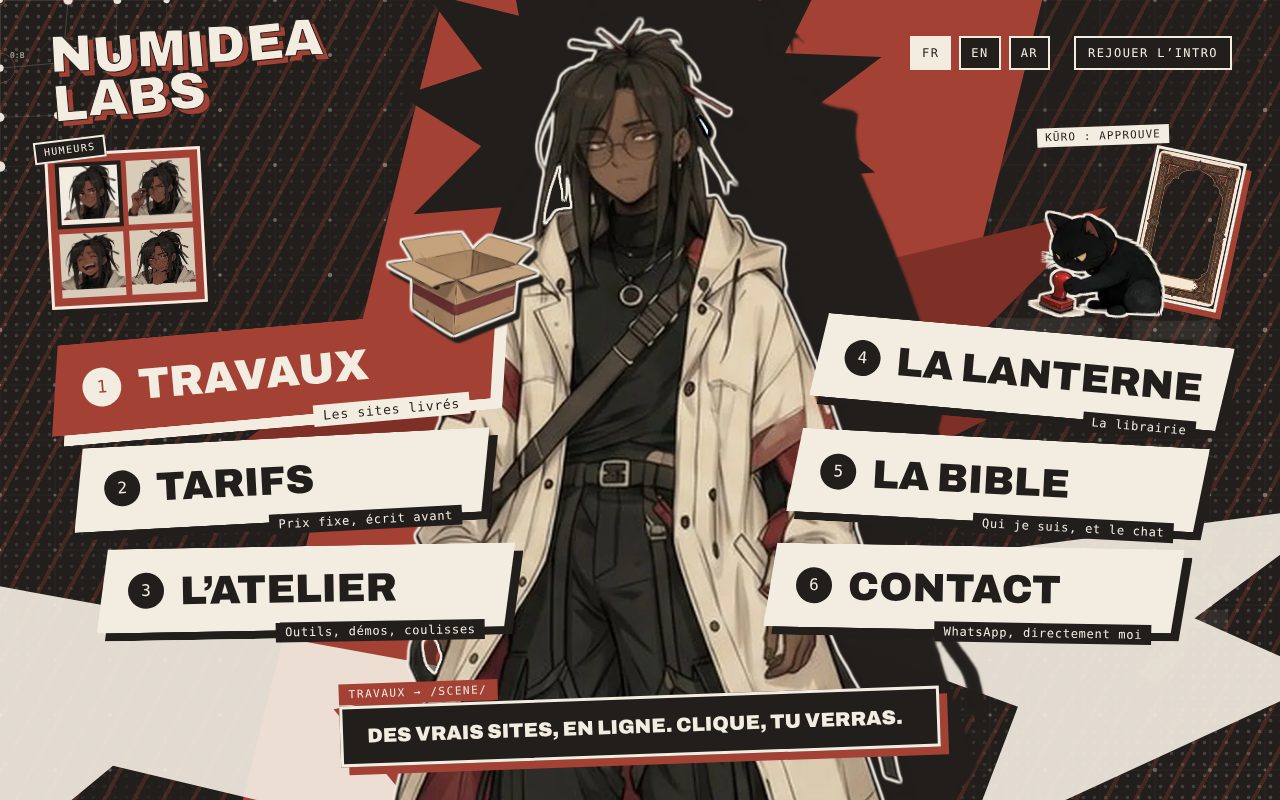 NUMIDEA
LABS
FR
EN
AR
REJOUER L’INTRO
HUMEURS
KŪRO : APPROUVE
1
TRAVAUX
Les sites livrés
2
TARIFS
Prix fixe, écrit avant
3
L’ATELIER
Outils, démos, coulisses
4
LA LANTERNE
La librairie
5
LA BIBLE
Qui je suis, et le chat
6
CONTACT
WhatsApp, directement moi
TRAVAUX → /SCENE/
DES VRAIS SITES, EN LIGNE. CLIQUE, TU VERRAS.